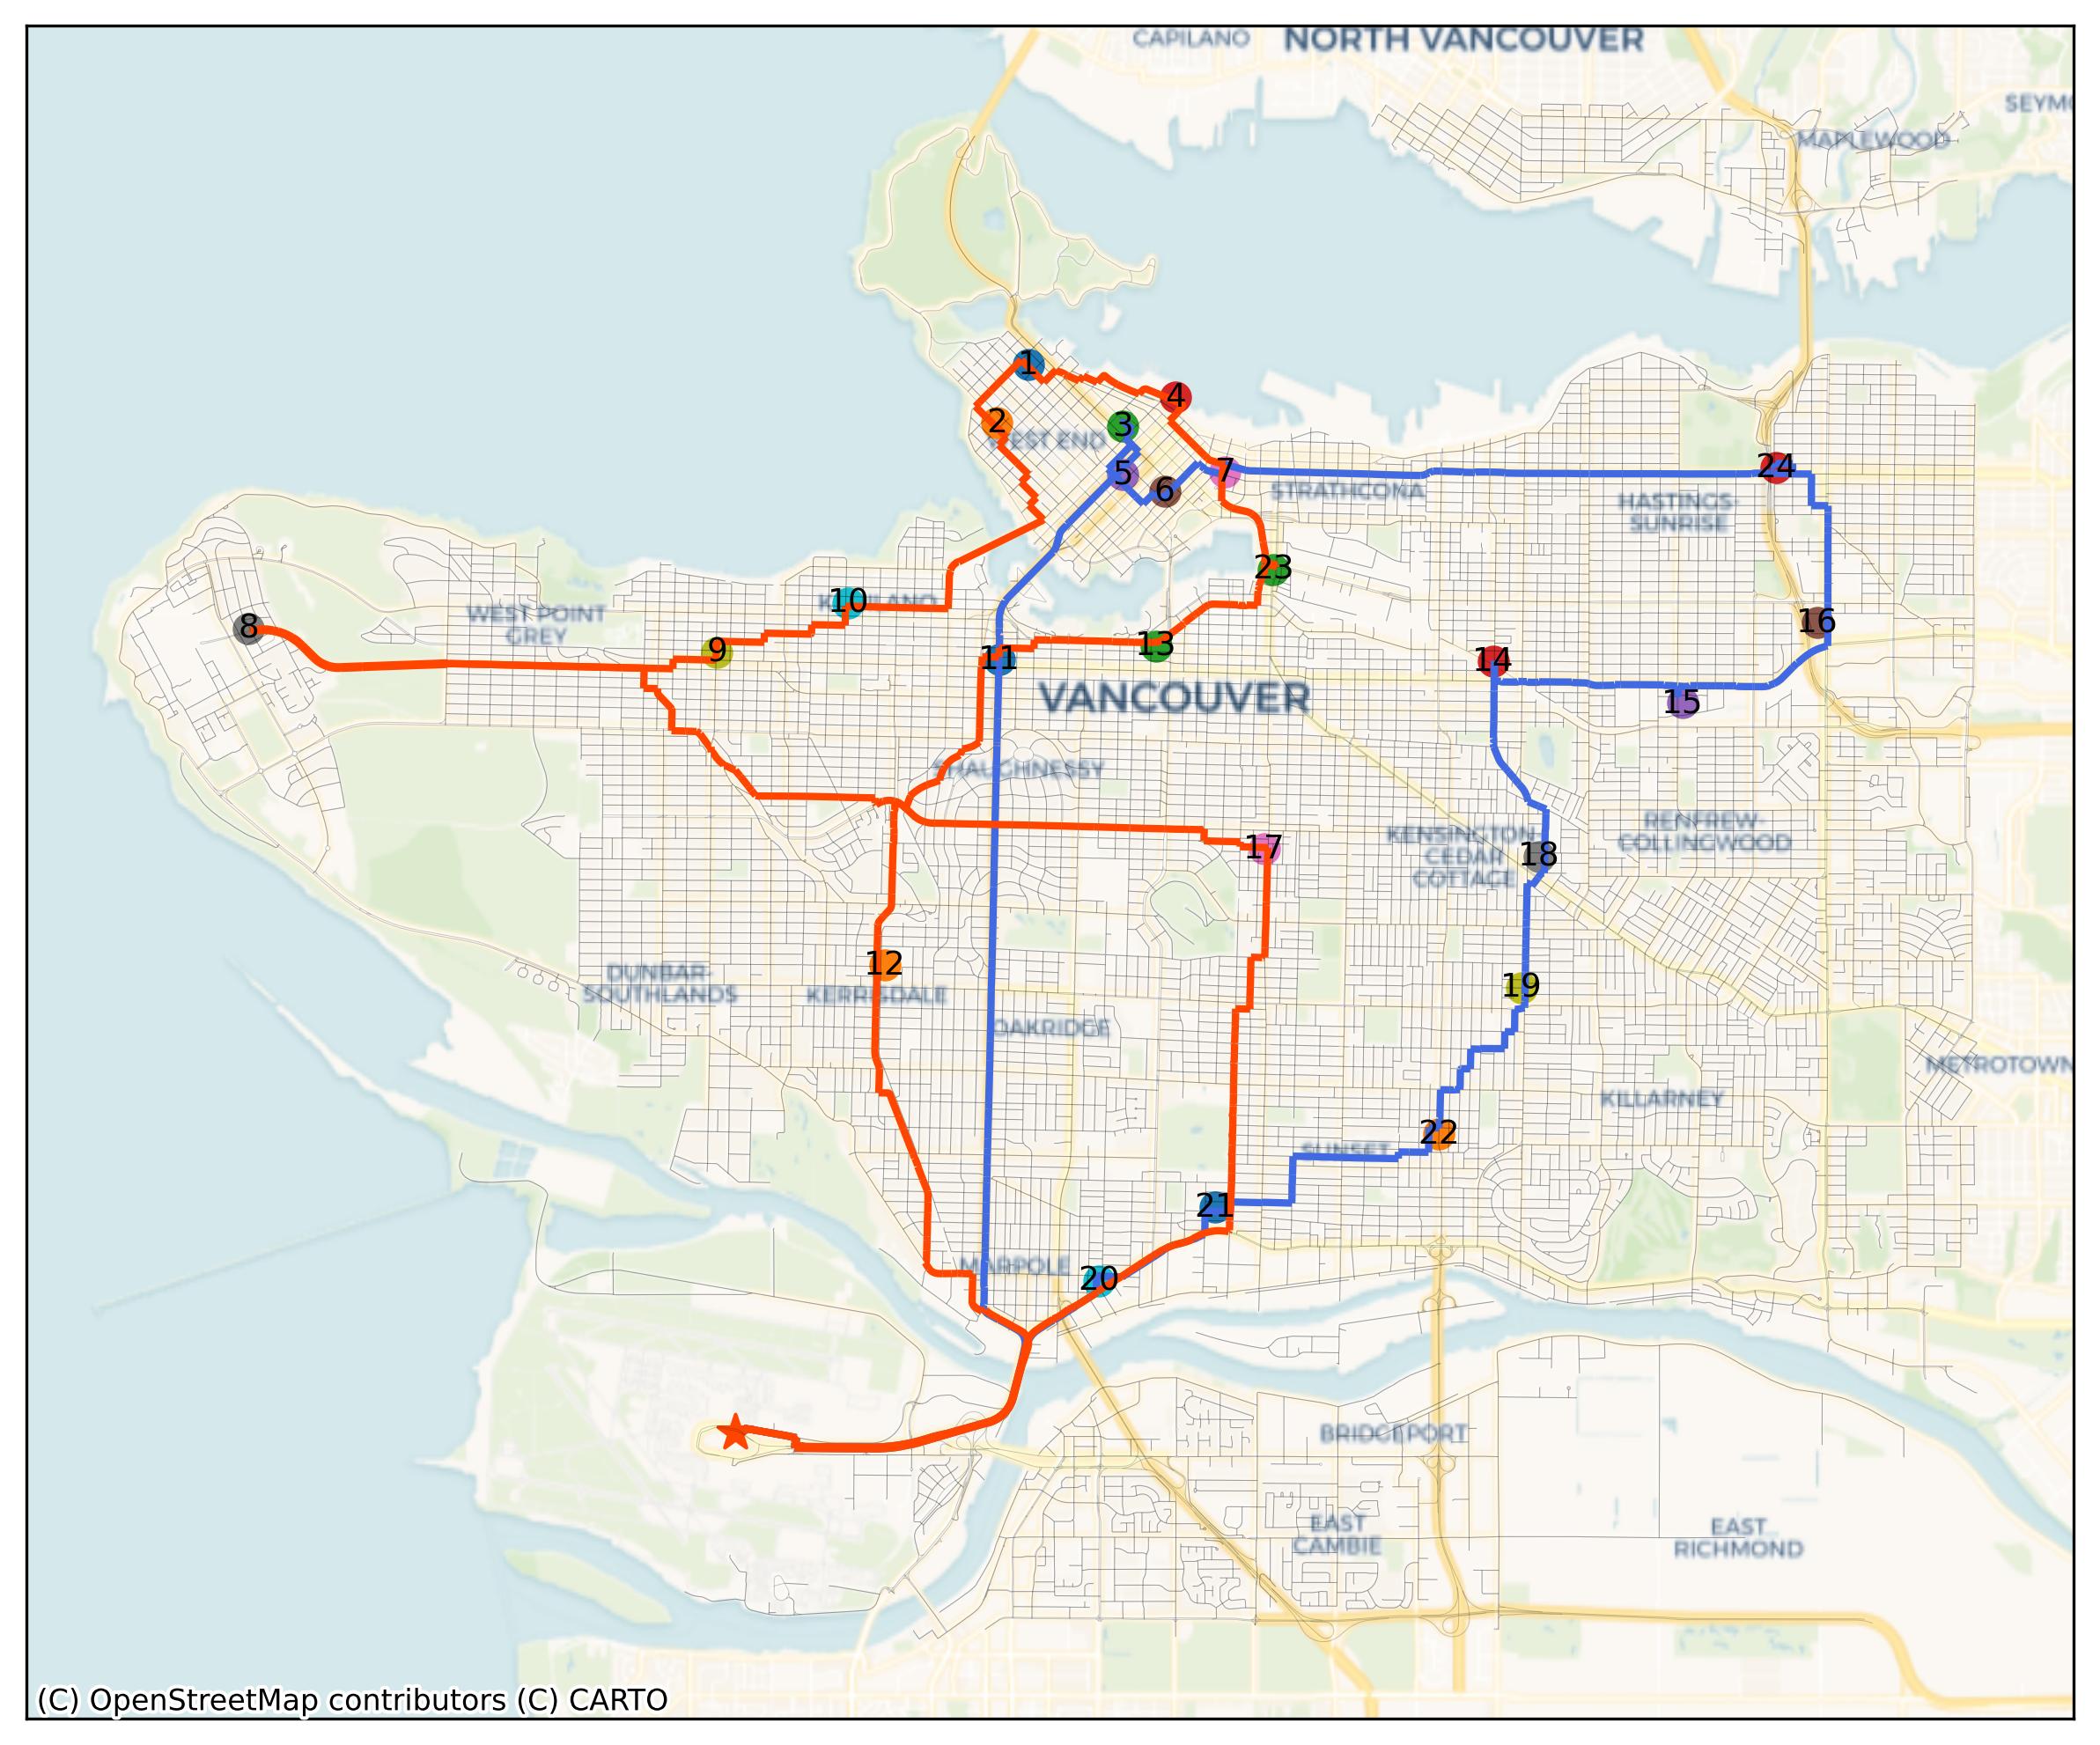 CAPILANO
NORTH VANCOUVER
SEYM
MAPLEWOOD
1
4
2
3
WEST END
5
7
24
6
STRATHCONA
HASTINGS-
SUNRISE
23
10
KITSILANO
WEST POINT
GREY
8
16
13
9
11
14
VANCOUVER
15
SHAUGHNESSY
RENFREW-
COLLINGWOOD
KENSINGTON-
CEDAR
COTTAGE
17
18
12
DUNBAR-
SOUTHLANDS
KERRISDALE
19
OAKRIDGE
METROTOWN
KILLARNEY
22
SUNSET
21
MARPOLE
20
BRIDGEPORT
EAST
CAMBIE
EAST
RICHMOND
(C) OpenStreetMap contributors (C) CARTO